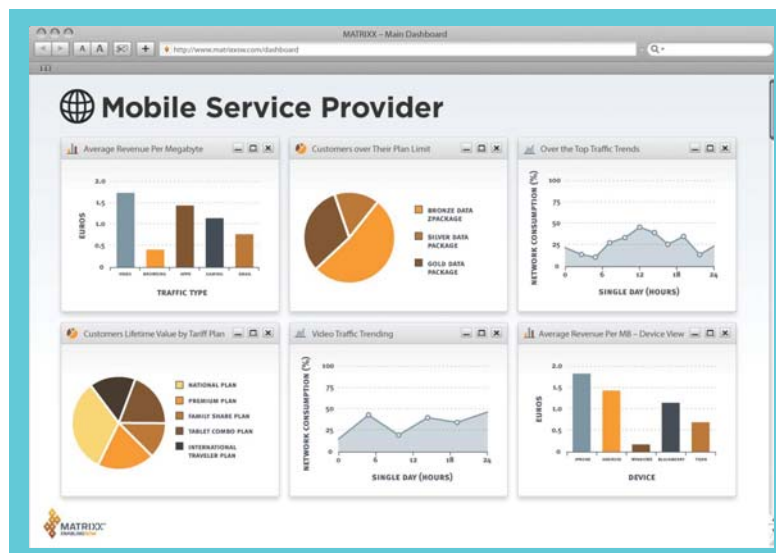 MATRIXX – Main Dashboard
A A
http://www.matrixxsw.com/dashboard
Mobile Service Provider
Average Revenue Per Megabyte
2.0
1.5
1.0
0.5
0
EUROS
VIDEO BROWSING APPS GAMING
TRAFFIC TYPE
Customers over Their Plan Limit
BRONZE DATA
ZPACKAGE
SILVER DATA
PACKAGE
GOLD DATA
PACKAGE
Over the Top Traffic Trends
NETWORK CONSUMPTION (%)
100
75
50
25
0
0 6 12 18 24
SINGLE DAY (HOURS)
Customers Lifetime Value by Tariff Plan
NATIONAL PLAN
PREMIUM PLAN
FAMILY SHARE PLAN
TABLET COMBO PLAN
INTERNATIONAL
TRAVELER PLAN
Video Traffic Trending
NETWORK CONSUMPTION (%)
100
75
50
25
0
0 6 12 18 24
SINGLE DAY (HOURS)
Average Revenue Per MB – Device View
EUROS
2.0
1.5
1.0
0.5
0
IPHONE ANDROID WINDOWS BLACKBERRY
DEVICE
MATRIXX